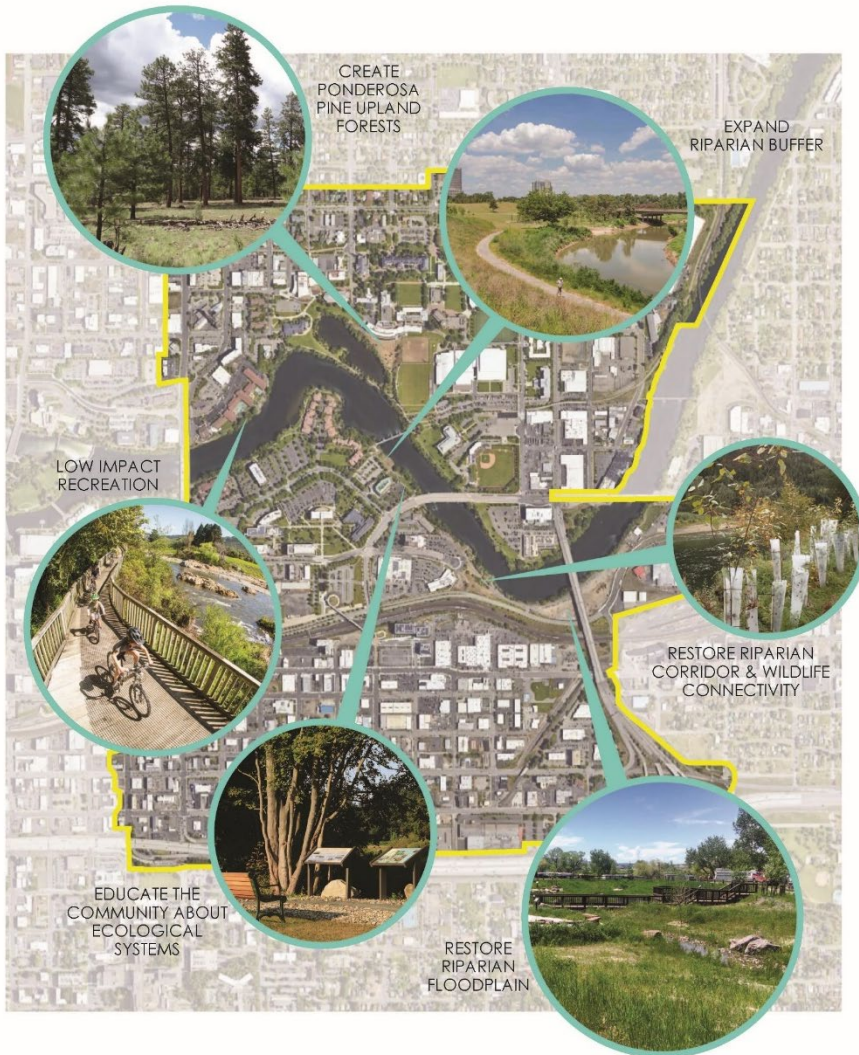 CREATE
PONDEROSA
PINE UPLAND
FORESTS
EXPAND
RIPARIAN BUFFER
LOW IMPACT
RECREATION
RESTORE RIPARIAN
CORRIDOR & WILDLIFE
CONNECTIVITY
EDUCATE THE
COMMUNITY ABOUT
ECOLOGICAL
SYSTEMS
RESTORE
RIPARIAN
FLOODPLAIN